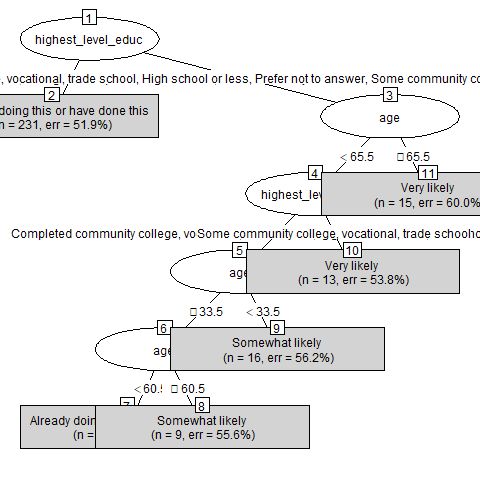 1
highest_level_educ
, vocational, trade school, High school or less, Prefer not to answer, Some community co
2
doing this or have done this
n = 231, err = 51.9%)
3
age
< 65.5
65.5
4
highest_lev
11
Very likely
(n = 15, err = 60.0%
Completed community college, vo
Some community college, vocational, trade school
5
age
10
Very likely
(n = 13, err = 53.8%)
33.5
< 33.5
6
age
9
Somewhat likely
(n = 16, err = 56.2%)
< 60.5
60.5
7
Already doin
(n =
8
Somewhat likely
(n = 9, err = 55.6%)